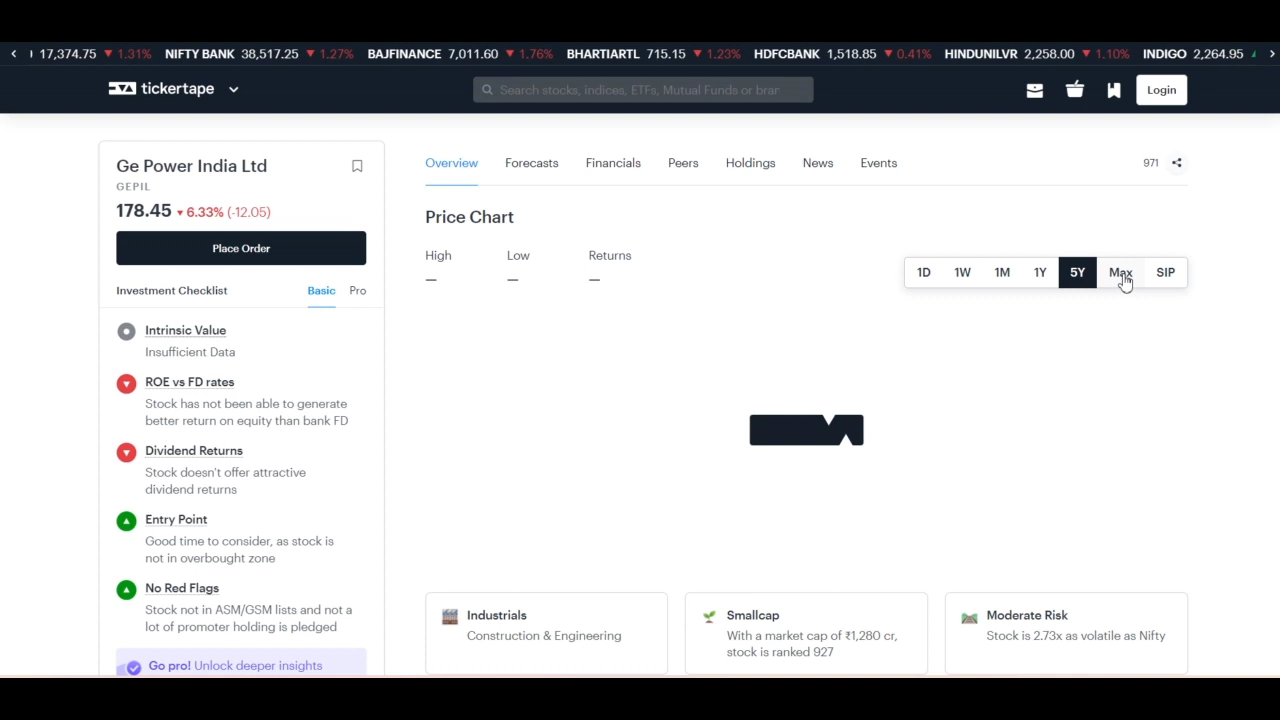 17,374.75 ▼ 1.31% NIFTY BANK 38,517.25 ▼ 1.27% BAJFINANCE 7,011.60 ▼ 1.76% BHARTIARTL 715.15 ▼ 1.23% HDFCBANK 1,518.85 ▼ 0.41% HINDUNILVR 2,258.00 ▼ 1.10% INDIGO 2,264.95
tickertape
Search stocks, indices, ETFs, Mutual Funds or bran
Login
Ge Power India Ltd
GEPIL
178.45 ▼ 6.33% (-12.05)
Place Order
Investment Checklist Basic Pro
Intrinsic Value
Insufficient Data
ROE vs FD rates
Stock has not been able to generate
better return on equity than bank FD
Dividend Returns
Stock doesn't offer attractive
dividend returns
Entry Point
Good time to consider, as stock is
not in overbought zone
No Red Flags
Stock not in ASM/GSM lists and not a
lot of promoter holding is pledged
Go pro! Unlock deeper insights
Overview Forecasts Financials Peers Holdings News Events 971
Price Chart
High Low Returns
— — —
1D 1W 1M 1Y 5Y Max SIP
Industrials
Construction & Engineering
Smallcap
With a market cap of ₹1,280 cr,
stock is ranked 927
Moderate Risk
Stock is 2.73x as volatile as Nifty